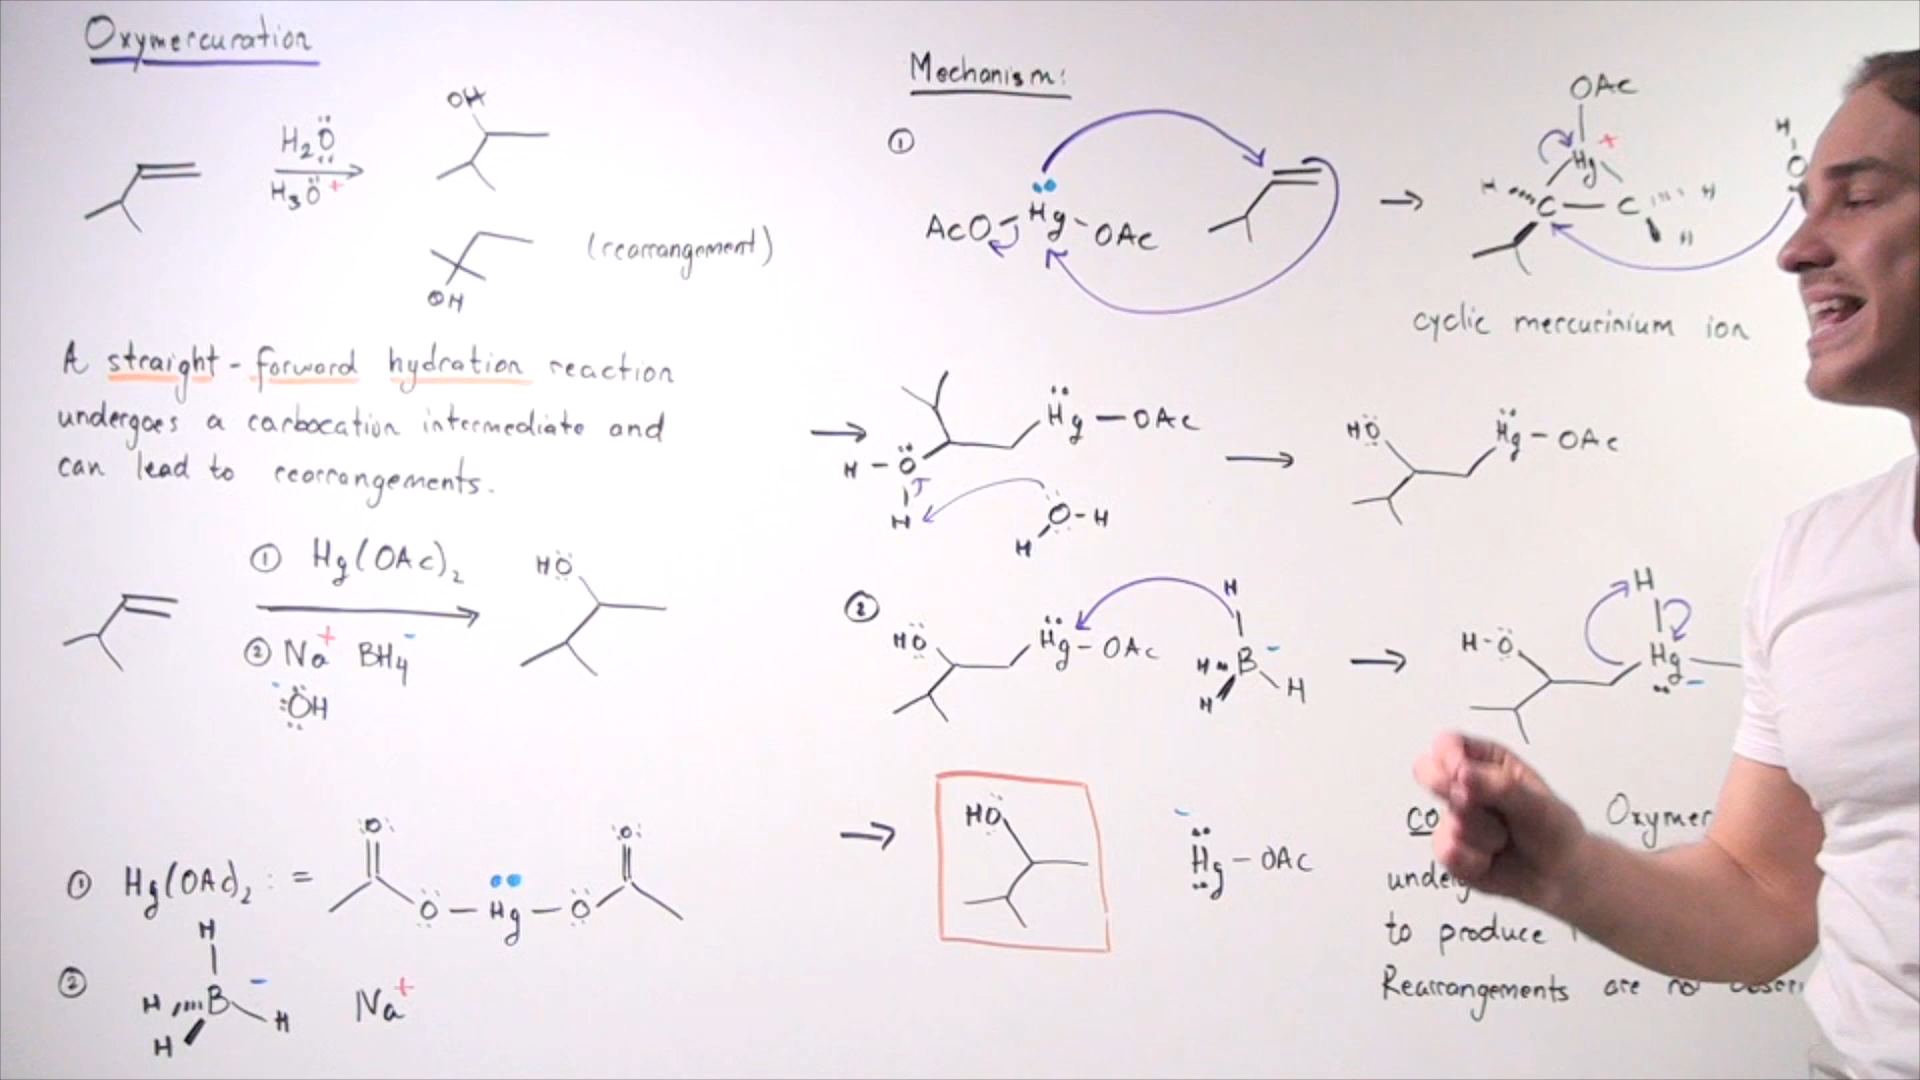 Oxymercuration
OH
H2O
H3O+
(rearrangement)
OH
A straight-forward hydration reaction
undergoes a carbocation intermediate and
can lead to rearrangements.
① Hg(OAc)2
HO
② Na+ BH4-
-:OH
① Hg(OAc)2 : =
O O
O — Hg — O
② H
H B - H
H
Na+
Mechanism:
①
AcO - Hg - OAc
OAc
Hg +
H C — C H
H
H
O
cyclic mercurinium ion
Hg — OAc
H — O
H
O - H
H
HO Hg — OAc
②
HO Hg - OAc
H
H B - H
H
H
H-O Hg -
HO
- Hg — OAc
CO Oxymer
to produce
Rearrangements are